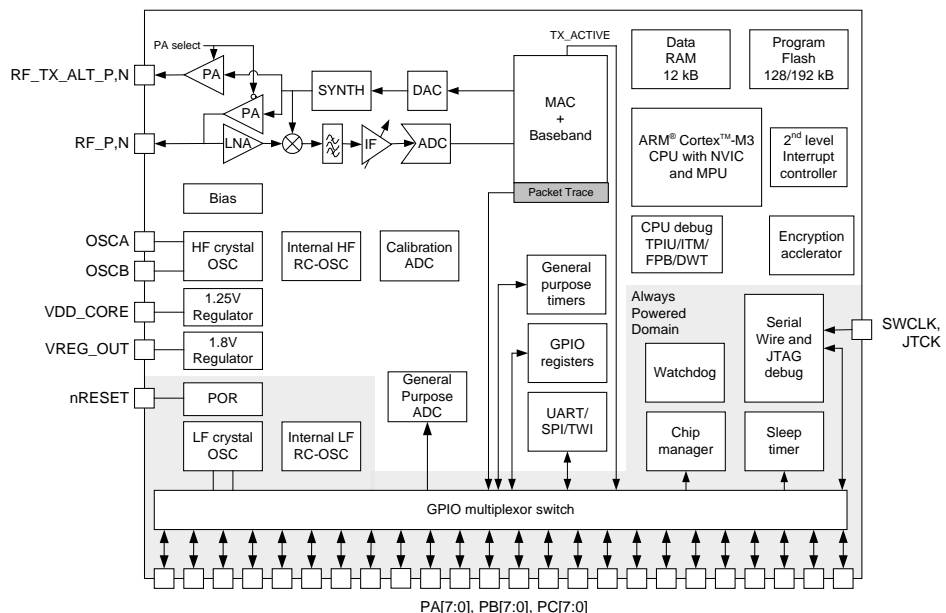 TX_ACTIVE
PA select
RF_TX_ALT_P,N
PA
SYNTH
DAC
MAC
+
Baseband
PA
RF_P,N
LNA
IF
ADC
Packet Trace
Data
RAM
12 kB
Program
Flash
128/192 kB
ARM® Cortex™-M3
CPU with NVIC
and MPU
2nd level
Interrupt
controller
Bias
CPU debug
TPIU/ITM/
FPB/DWT
Encryption
acclerator
OSCA
OSCB
HF crystal
OSC
Internal HF
RC-OSC
Calibration
ADC
General
purpose
timers
VDD_CORE
1.25V
Regulator
Always
Powered
Domain
Serial
Wire and
JTAG
debug
SWCLK,
JTCK
VREG_OUT
1.8V
Regulator
GPIO
registers
Watchdog
nRESET
POR
General
Purpose
ADC
UART/
SPI/TWI
LF crystal
OSC
Internal LF
RC-OSC
Chip
manager
Sleep
timer
GPIO multiplexor switch
PA[7:0], PB[7:0], PC[7:0]